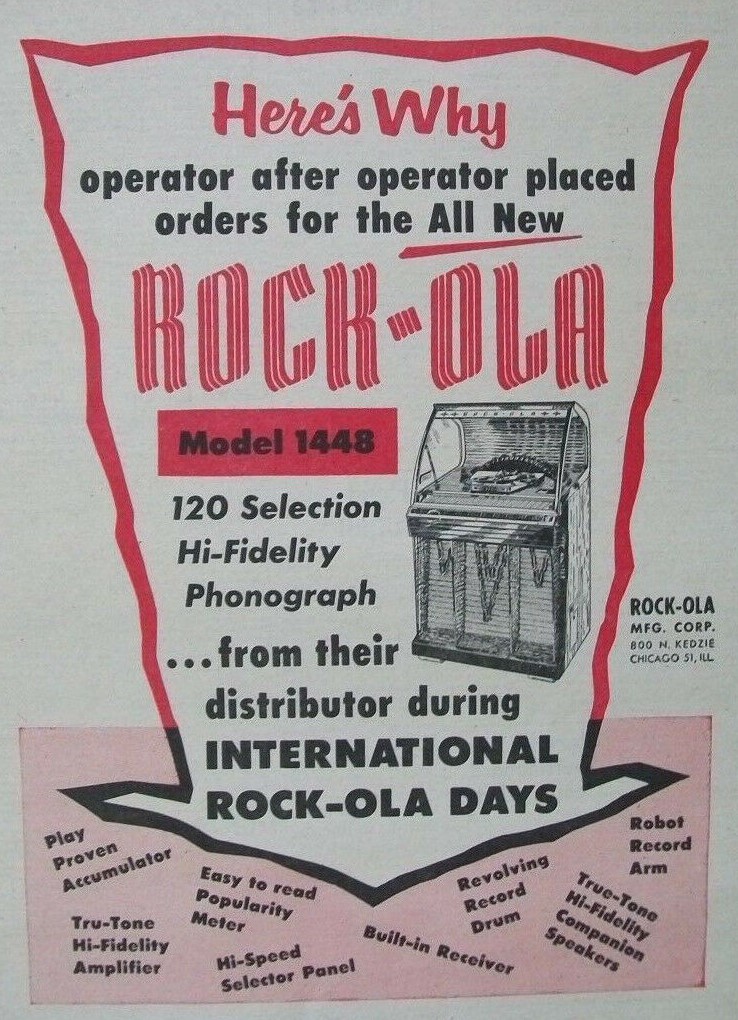 Here's Why
operator after operator placed
orders for the All New
ROCK-OLA
Model 1448
120 Selection
Hi-Fidelity
Phonograph
ROCK-OLA
...from their
distributor during
INTERNATIONAL
ROCK-OLA DAYS
ROCK-OLA
MFG. CORP.
800 N. KEDZIE
CHICAGO 51, ILL.
Play
Proven
Accumulator
Tru-Tone
Hi-Fidelity
Amplifier
Easy to read
Popularity
Meter
Hi-Speed
Selector Panel
Built-in Receiver
Revolving
Record
Drum
True-Tone
Hi-Fidelity
Companion
Speakers
Robot
Record
Arm